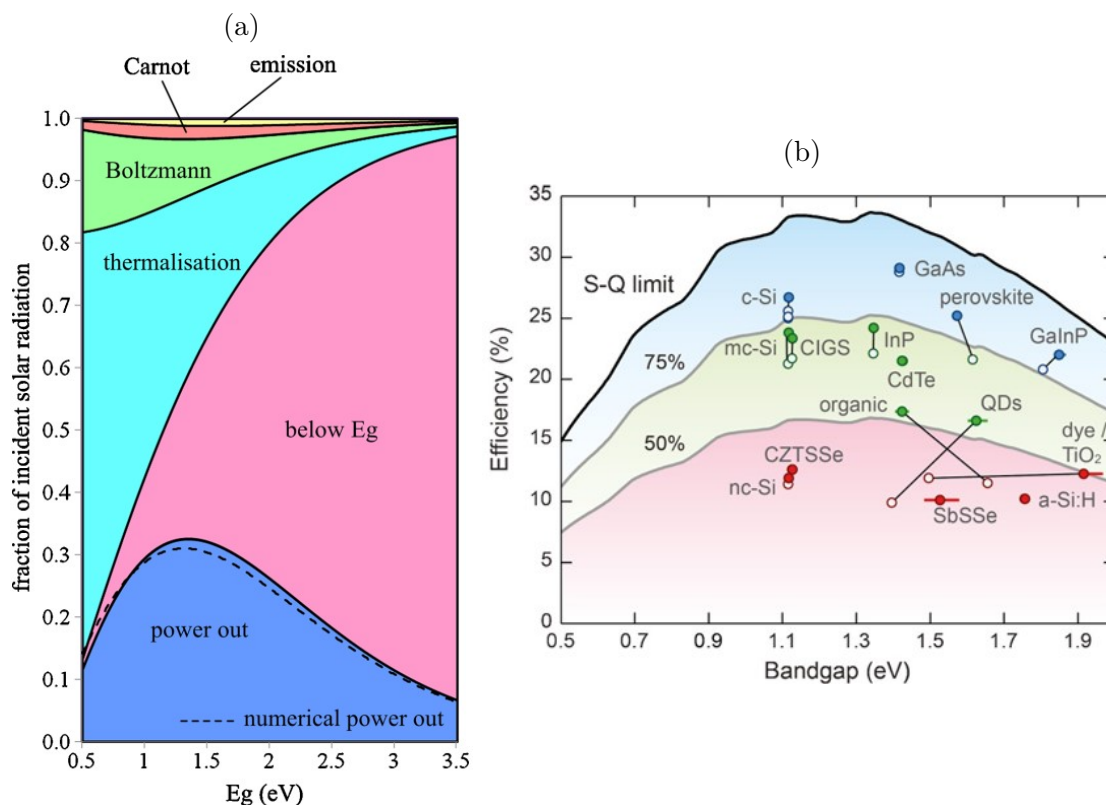 (a)
Carnot
emission
fraction of incident solar radiation
1.0
0.9
0.8
0.7
0.6
0.5
0.4
0.3
0.2
0.1
0.0
Boltzmann
thermalisation
below Eg
power out
numerical power out
0.5 1 1.5 2 2.5 3 3.5
Eg (eV)
(b)
Efficiency (%)
35
30
25
20
15
10
5
0
S-Q limit
75%
50%
GaAs
c-Si
perovskite
mc-Si
CIGS
InP
GaInP
CdTe
organic
QDs
dye /
TiO2
CZTSSe
nc-Si
SbSSe
a-Si:H
0.5 0.7 0.9 1.1 1.3 1.5 1.7 1.9
Bandgap (eV)